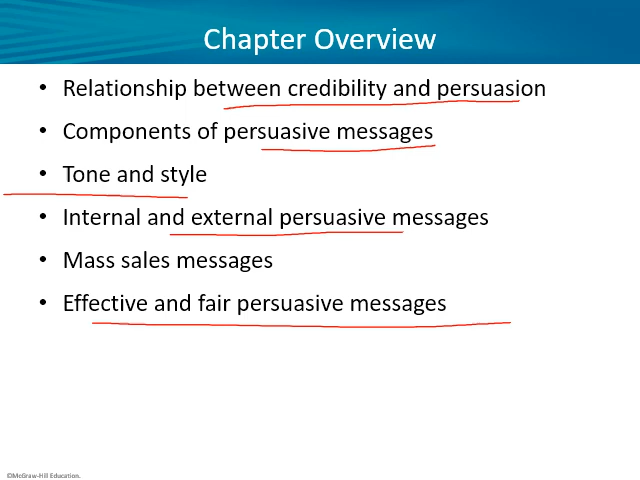 Chapter Overview
• Relationship between credibility and persuasion
• Components of persuasive messages
• Tone and style
• Internal and external persuasive messages
• Mass sales messages
• Effective and fair persuasive messages
©McGraw-Hill Education.